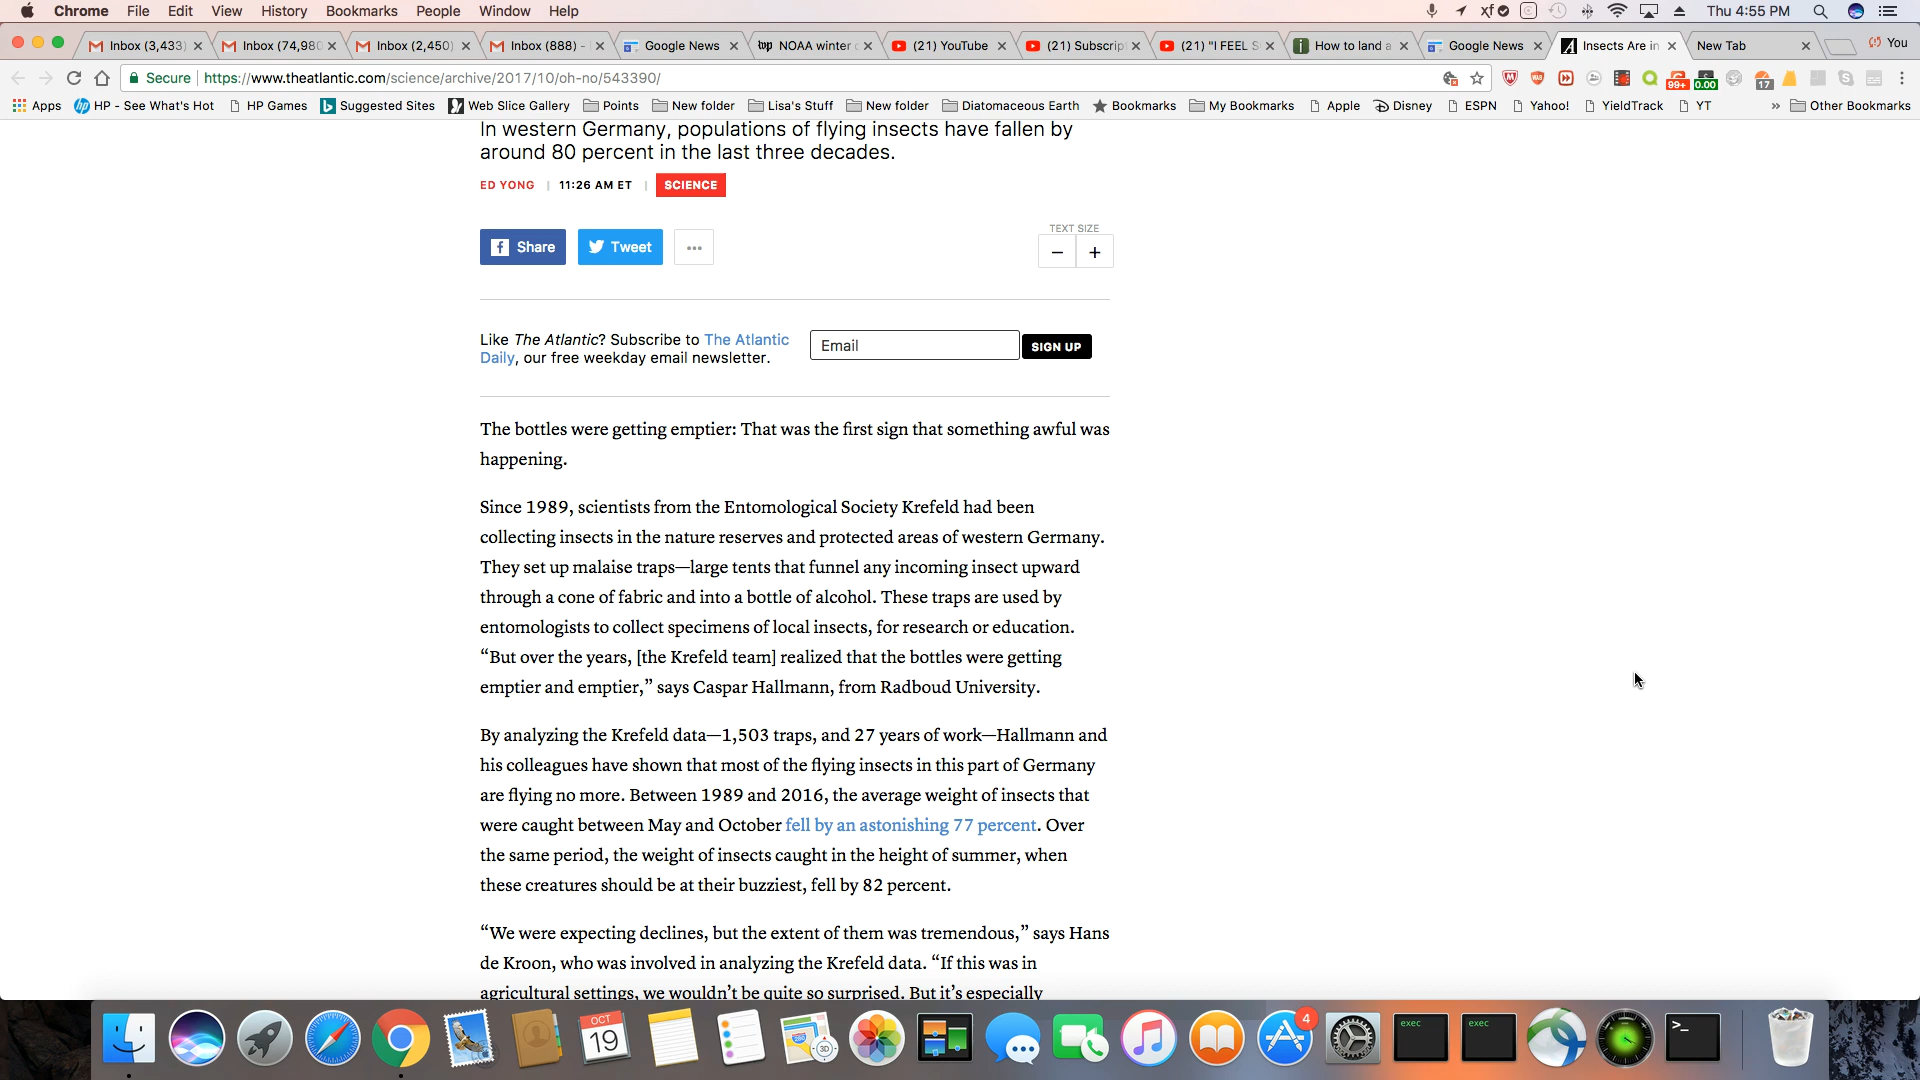 Chrome File Edit View History Bookmarks People Window Help Thu 4:55 PM
Inbox (3,433) Inbox (74,980 Inbox (2,450) Inbox (888) - Google News wp NOAA winter (21) YouTube (21) Subscrip (21) "I FEEL S How to land a Google News Insects Are in New Tab You
Secure https://www.theatlantic.com/science/archive/2017/10/oh-no/543390/ 99+ 0.00 17
Apps HP - See What's Hot HP Games Suggested Sites Web Slice Gallery Points New folder Lisa's Stuff New folder Diatomaceous Earth Bookmarks My Bookmarks Apple Disney ESPN Yahoo! YieldTrack YT » Other Bookmarks
In western Germany, populations of flying insects have fallen by
around 80 percent in the last three decades.
ED YONG | 11:26 AM ET | SCIENCE
TEXT SIZE
Share Tweet ... − +
Like The Atlantic? Subscribe to The Atlantic
Daily, our free weekday email newsletter.
Email SIGN UP
The bottles were getting emptier: That was the first sign that something awful was
happening.
Since 1989, scientists from the Entomological Society Krefeld had been
collecting insects in the nature reserves and protected areas of western Germany.
They set up malaise traps—large tents that funnel any incoming insect upward
through a cone of fabric and into a bottle of alcohol. These traps are used by
entomologists to collect specimens of local insects, for research or education.
“But over the years, [the Krefeld team] realized that the bottles were getting
emptier and emptier,” says Caspar Hallmann, from Radboud University.
By analyzing the Krefeld data—1,503 traps, and 27 years of work—Hallmann and
his colleagues have shown that most of the flying insects in this part of Germany
are flying no more. Between 1989 and 2016, the average weight of insects that
were caught between May and October fell by an astonishing 77 percent. Over
the same period, the weight of insects caught in the height of summer, when
these creatures should be at their buzziest, fell by 82 percent.
“We were expecting declines, but the extent of them was tremendous,” says Hans
de Kroon, who was involved in analyzing the Krefeld data. “If this was in
agricultural settings, we wouldn’t be quite so surprised. But it’s especially
OCT
19 3D 4 exec exec >_